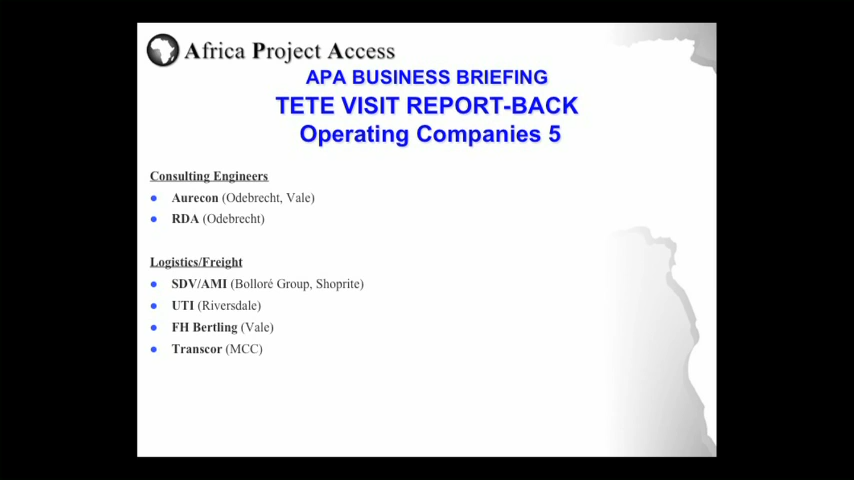 Africa Project Access
APA BUSINESS BRIEFING
TETE VISIT REPORT-BACK
Operating Companies 5
Consulting Engineers
Aurecon (Odebrecht, Vale)
RDA (Odebrecht)
Logistics/Freight
SDV/AMI (Bolloré Group, Shoprite)
UTI (Riversdale)
FH Bertling (Vale)
Transcor (MCC)